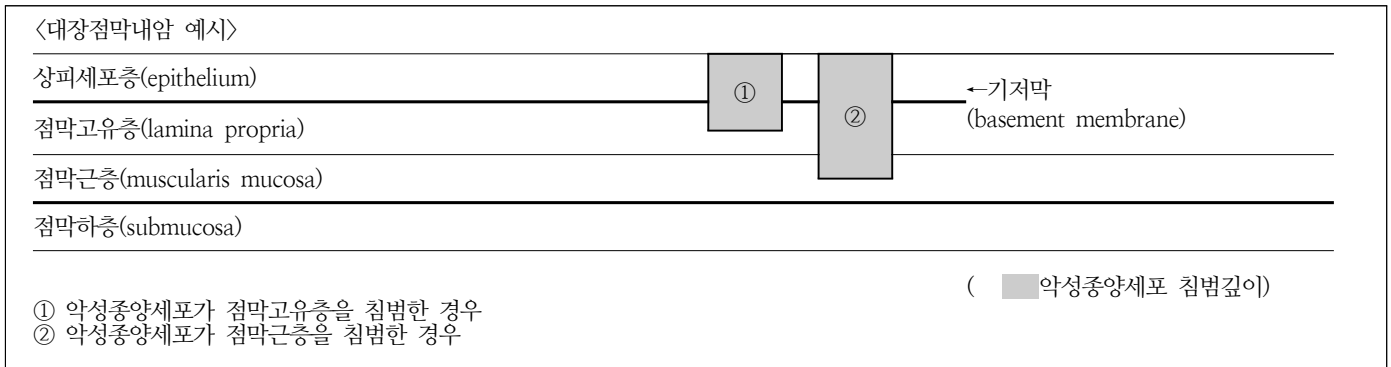 〈대장점막내암 예시〉
상피세포층(epithelium)
①
←기저막
점막고유층(lamina propria)
②
(basement membrane)
점막근층(muscularis mucosa)
점막하층(submucosa)
( 악성종양세포 침범깊이)
① 악성종양세포가 점막고유층을 침범한 경우
② 악성종양세포가 점막근층을 침범한 경우